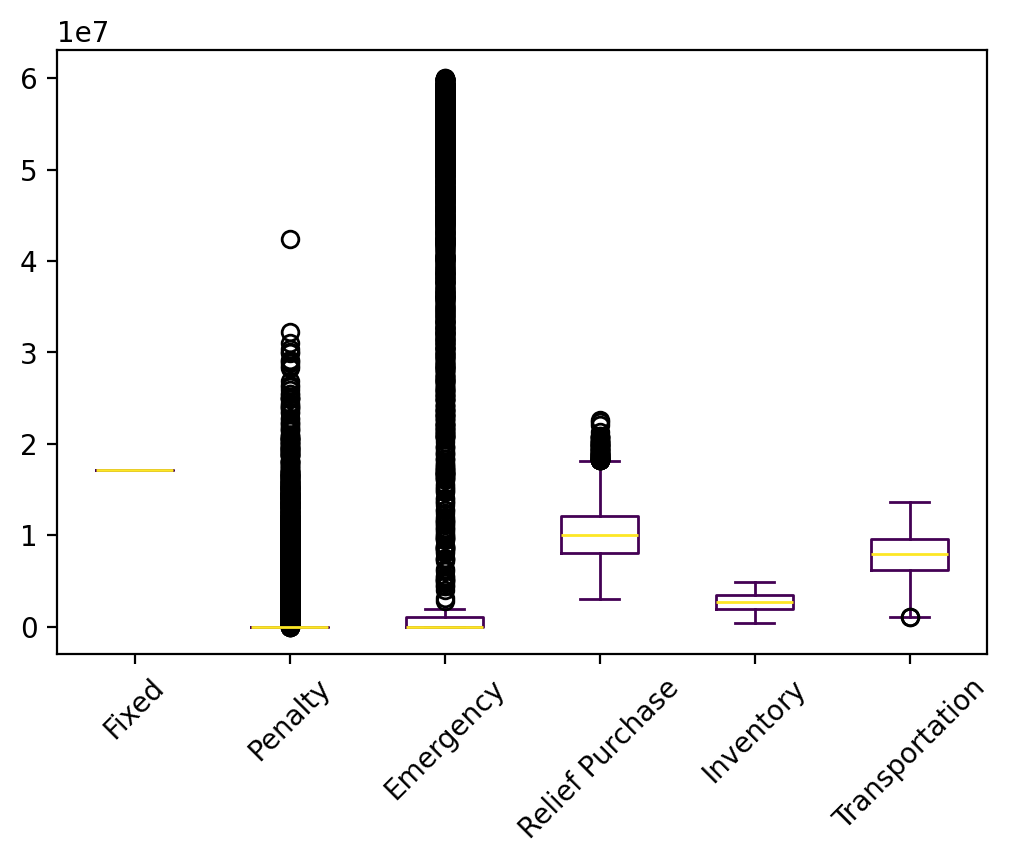 1e7
6
5
4
3
2
1
0
Fixed
Penalty
Emergency
Relief Purchase
Inventory
Transportation